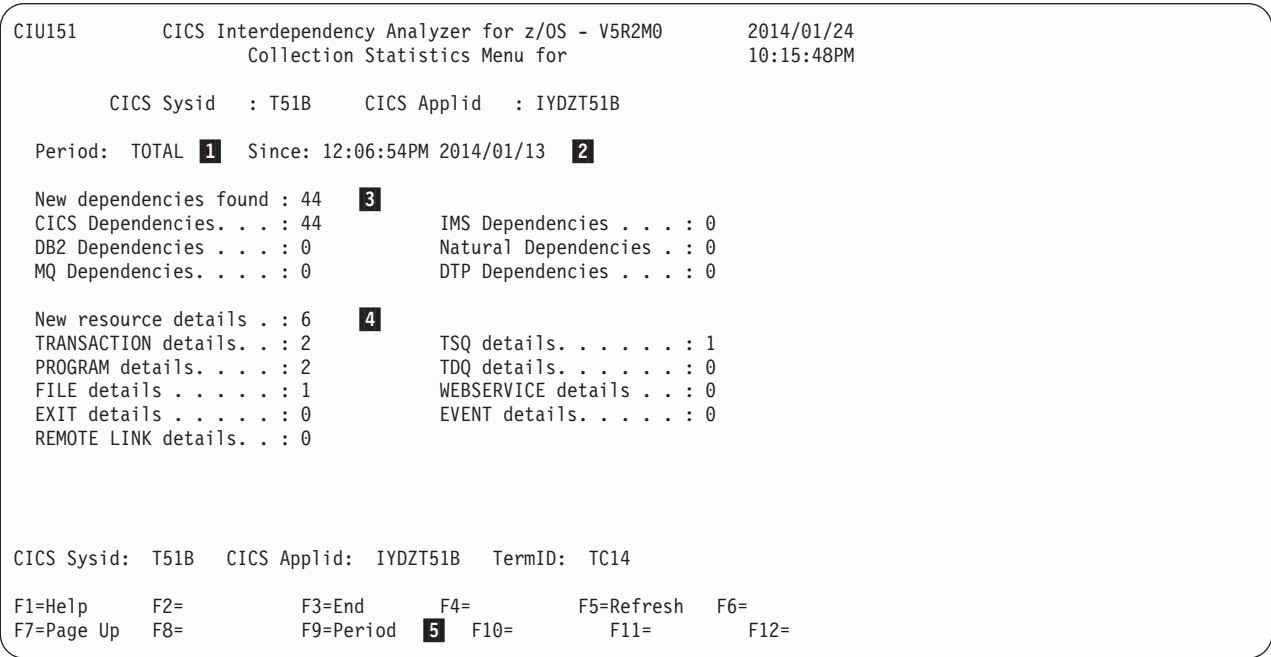 CIU151 CICS Interdependency Analyzer for z/OS - V5R2M0 2014/01/24
Collection Statistics Menu for 10:15:48PM
CICS Sysid : T51B CICS Applid : IYDZT51B
Period: TOTAL 1 Since: 12:06:54PM 2014/01/13 2
New dependencies found : 44 3
CICS Dependencies. . . : 44 IMS Dependencies . . . : 0
DB2 Dependencies . . . : 0 Natural Dependencies . : 0
MQ Dependencies. . . . : 0 DTP Dependencies . . . : 0
New resource details . : 6 4
TRANSACTION details. . : 2 TSQ details. . . . . . : 1
PROGRAM details. . . . : 2 TDQ details. . . . . . : 0
FILE details . . . . . : 1 WEBSERVICE details . . : 0
EXIT details . . . . . : 0 EVENT details. . . . . : 0
REMOTE LINK details. . : 0
CICS Sysid: T51B CICS Applid: IYDZT51B TermID: TC14
F1=Help F2= F3=End F4= F5=Refresh F6=
F7=Page Up F8= F9=Period 5 F10= F11= F12=